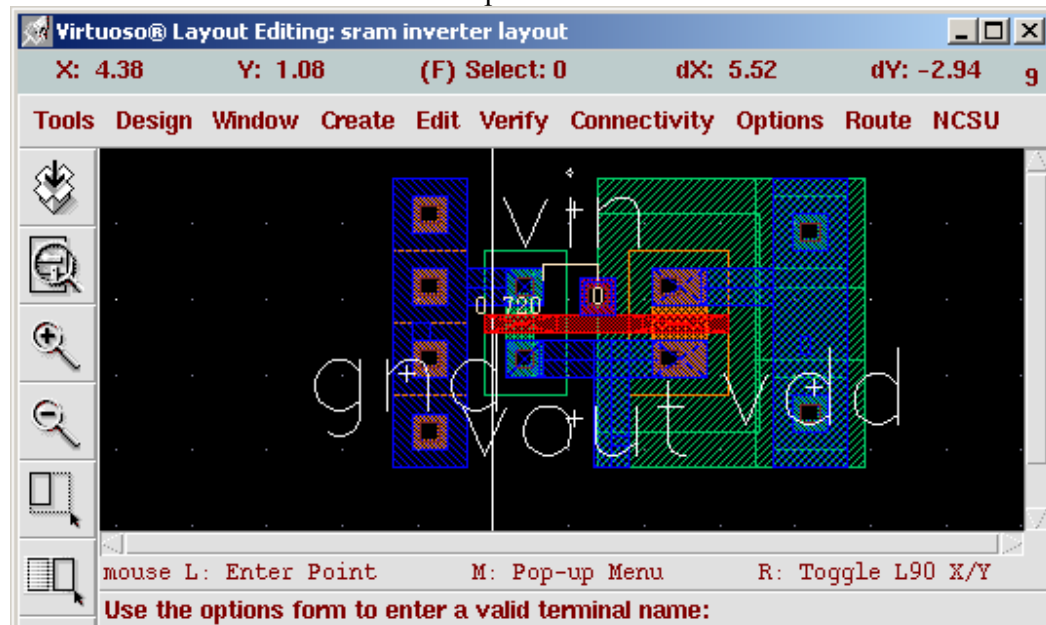 Virtuoso® Layout Editing: sram inverter layout
X: 4.38 Y: 1.08 (F) Select: 0 dX: 5.52 dY: -2.94 9
Tools Design Window Create Edit Verify Connectivity Options Route NCSU
Vin
0.720 0
gnd vdd
vout
mouse L: Enter Point M: Pop-up Menu R: Toggle L90 X/Y
Use the options form to enter a valid terminal name: